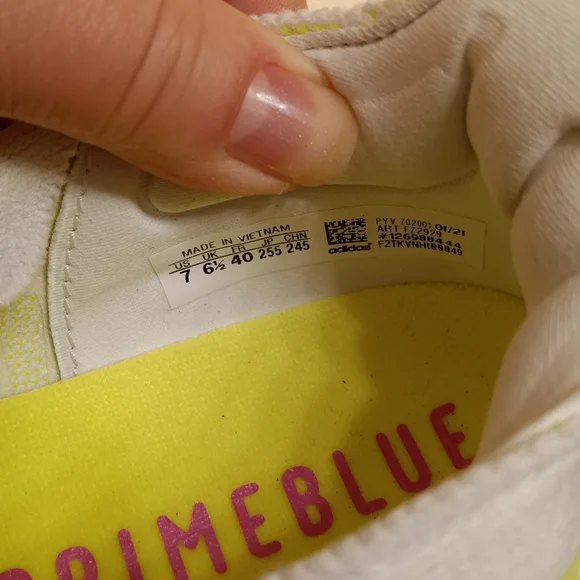 MADE IN VIETNAM
US UK FR JP CHN
7 6½ 40 255 245
adidas
PYV 702001 01/21
ART FZ2929
#126988444
PRIMEBLUE